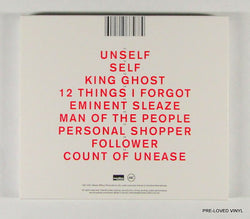 UNSELF
SELF
KING GHOST
12 THINGS I FORGOT
EMINENT SLEAZE
MAN OF THE PEOPLE
PERSONAL SHOPPER
FOLLOWER
COUNT OF UNEASE
PRE-LOVED VINYL